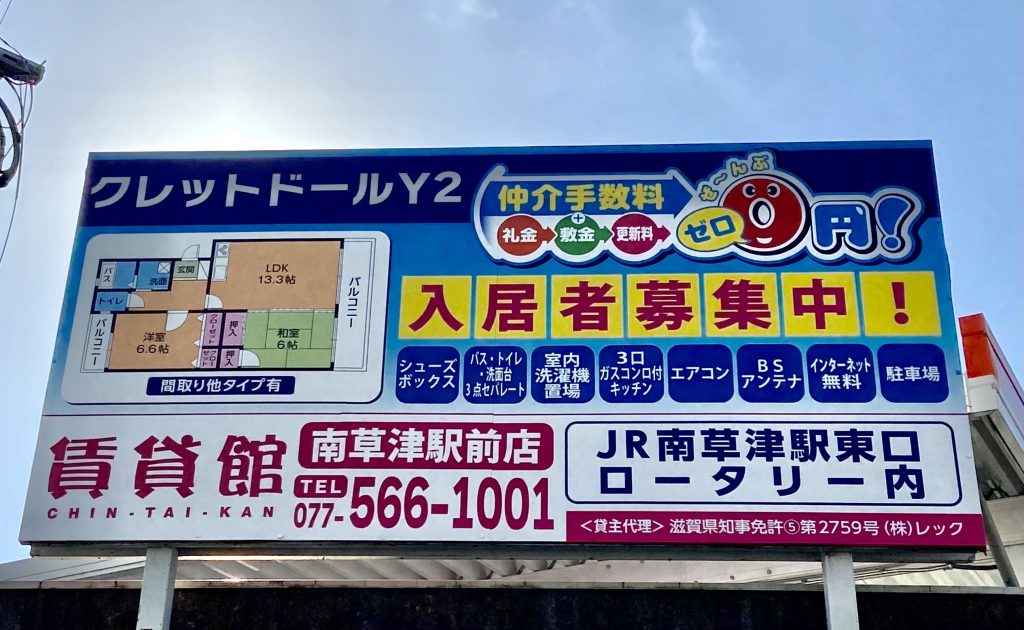 クレットドールY2
仲介手数料
+
礼金 敷金 更新料
ぜ〜んぶ
ゼロ0円!
入居者募集中!
シューズ
ボックス
バス・トイレ
・洗面台
3点セパレート
室内
洗濯機
置場
3口
ガスコンロ付
キッチン
エアコン
BS
アンテナ
インターネット
無料
駐車場
バス
洗面
玄関
トイレ
LDK
13.3帖
バルコニー
バルコニー
洋室
6.6帖
クローゼット
押入
和室
6帖
クローゼット
押入
間取り他タイプ有
賃貸館
CHIN-TAI-KAN
南草津駅前店
TEL
077-566-1001
JR南草津駅東口
ロータリー内
<貸主代理> 滋賀県知事免許⑤第2759号 (株)レック